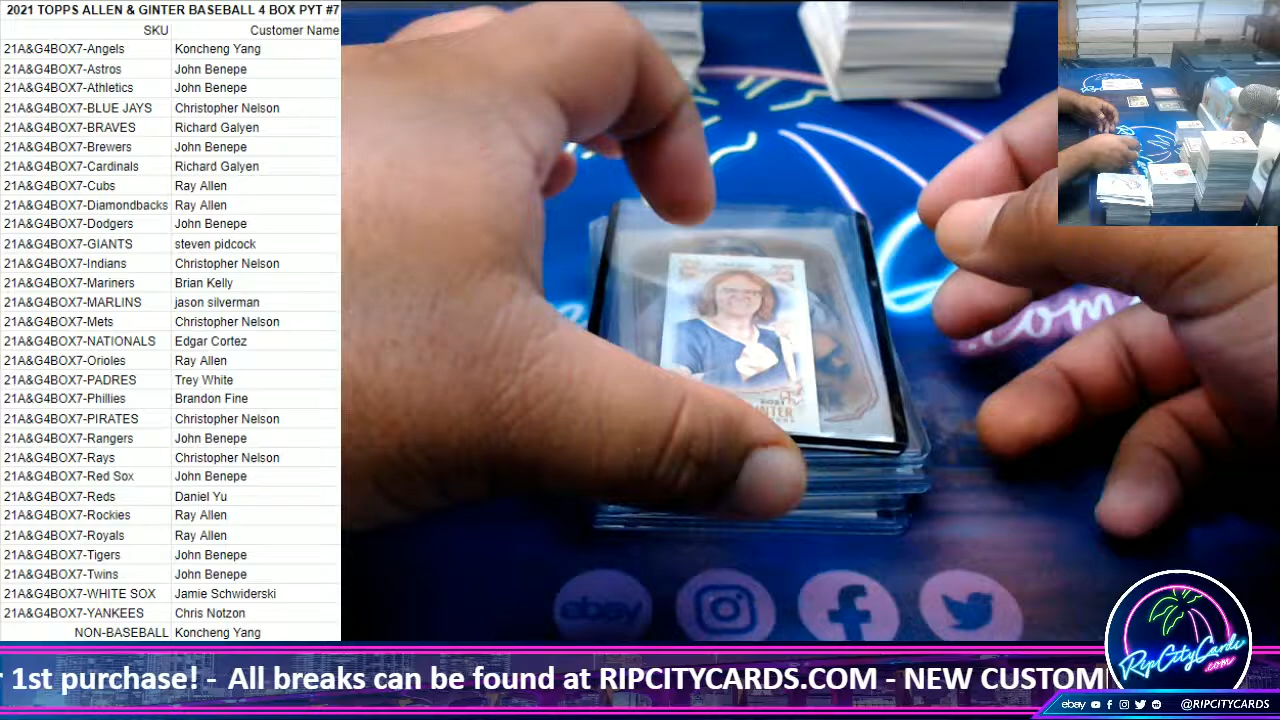 2021 TOPPS ALLEN & GINTER BASEBALL 4 BOX PYT #7
SKU Customer Name
21A&G4BOX7-Angels Koncheng Yang
21A&G4BOX7-Astros John Benepe
21A&G4BOX7-Athletics John Benepe
21A&G4BOX7-BLUE JAYS Christopher Nelson
21A&G4BOX7-BRAVES Richard Galyen
21A&G4BOX7-Brewers John Benepe
21A&G4BOX7-Cardinals Richard Galyen
21A&G4BOX7-Cubs Ray Allen
21A&G4BOX7-Diamondbacks Ray Allen
21A&G4BOX7-Dodgers John Benepe
21A&G4BOX7-GIANTS steven pidcock
21A&G4BOX7-Indians Christopher Nelson
21A&G4BOX7-Mariners Brian Kelly
21A&G4BOX7-MARLINS jason silverman
21A&G4BOX7-Mets Christopher Nelson
21A&G4BOX7-NATIONALS Edgar Cortez
21A&G4BOX7-Orioles Ray Allen
21A&G4BOX7-PADRES Trey White
21A&G4BOX7-Phillies Brandon Fine
21A&G4BOX7-PIRATES Christopher Nelson
21A&G4BOX7-Rangers John Benepe
21A&G4BOX7-Rays Christopher Nelson
21A&G4BOX7-Red Sox John Benepe
21A&G4BOX7-Reds Daniel Yu
21A&G4BOX7-Rockies Ray Allen
21A&G4BOX7-Royals Ray Allen
21A&G4BOX7-Tigers John Benepe
21A&G4BOX7-Twins John Benepe
21A&G4BOX7-WHITE SOX Jamie Schwiderski
21A&G4BOX7-YANKEES Chris Notzon
NON-BASEBALL Koncheng Yang
.com
ebay
r 1st purchase! - All breaks can be found at RIPCITYCARDS.COM - NEW CUSTOM
RipCityCards
.com
ebay @RIPCITYCARDS